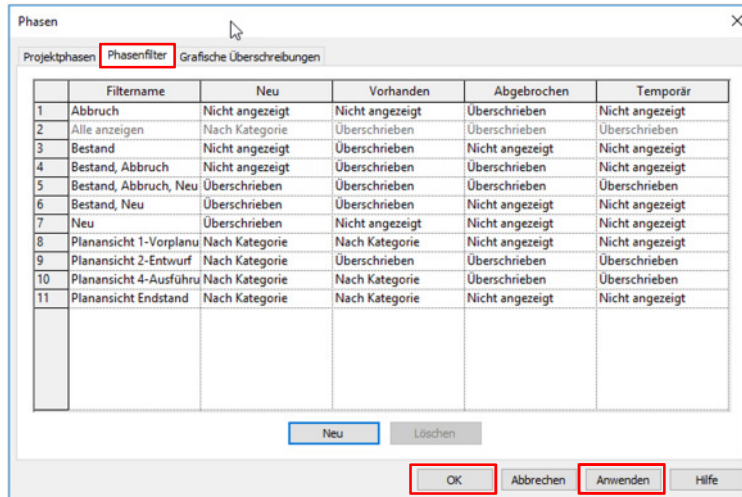 Phasen
Projektphasen Phasenfilter Grafische Überschreibungen
Filtername Neu Vorhanden Abgebrochen Temporär
1 Abbruch Nicht angezeigt Nicht angezeigt Überschrieben Nicht angezeigt
2 Alle anzeigen Nach Kategorie Überschrieben Überschrieben Überschrieben
3 Bestand Nicht angezeigt Überschrieben Nicht angezeigt Nicht angezeigt
4 Bestand, Abbruch Nicht angezeigt Überschrieben Überschrieben Nicht angezeigt
5 Bestand, Abbruch, Neu Überschrieben Überschrieben Überschrieben Überschrieben
6 Bestand, Neu Überschrieben Überschrieben Nicht angezeigt Nicht angezeigt
7 Neu Überschrieben Nicht angezeigt Nicht angezeigt Nicht angezeigt
8 Planansicht 1-Vorplanu Nach Kategorie Nach Kategorie Nicht angezeigt Nicht angezeigt
9 Planansicht 2-Entwurf Nach Kategorie Überschrieben Überschrieben Überschrieben
10 Planansicht 4-Ausführu Nach Kategorie Nach Kategorie Überschrieben Überschrieben
11 Planansicht Endstand Nach Kategorie Nach Kategorie Nicht angezeigt Nicht angezeigt
Neu Löschen
OK Abbrechen Anwenden Hilfe